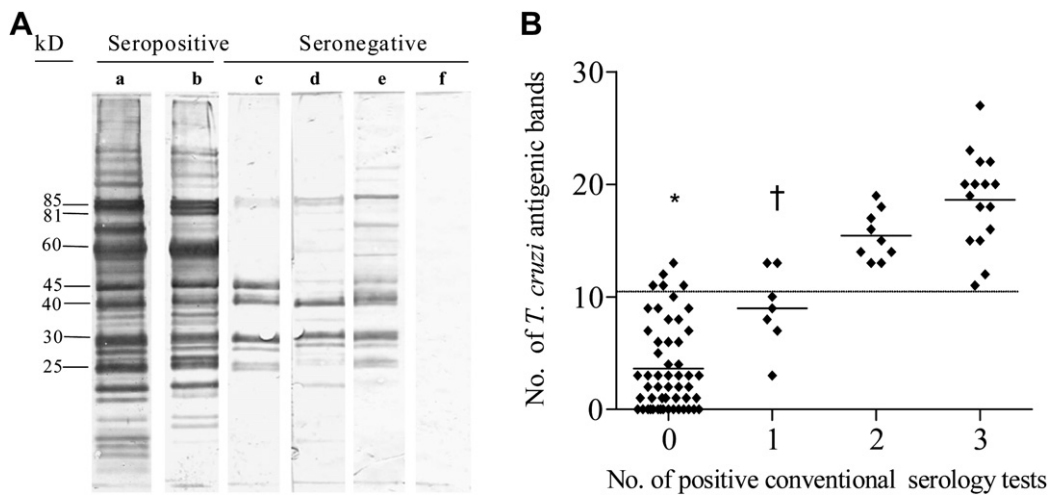 A
kD
Seropositive
Seronegative
a b c d e f
85
81
60
45
40
30
25
B
No. of T. cruzi antigenic bands
30
20
10
0
*
†
0 1 2 3
No. of positive conventional serology tests